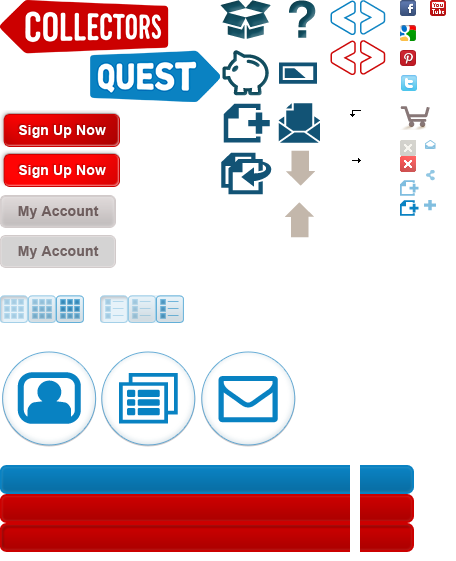 COLLECTORS
QUEST
Sign Up Now
Sign Up Now
My Account
My Account
f
You
Tube
g
?
t